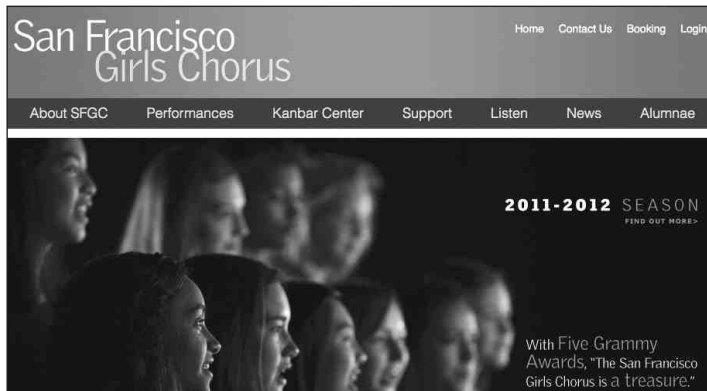 San Francisco
Girls Chorus
Home Contact Us Booking Login
About SFGC Performances Kanbar Center Support Listen News Alumnae
2011-2012 SEASON
FIND OUT MORE>
With Five Grammy
Awards, "The San Francisco
Girls Chorus is a treasure."